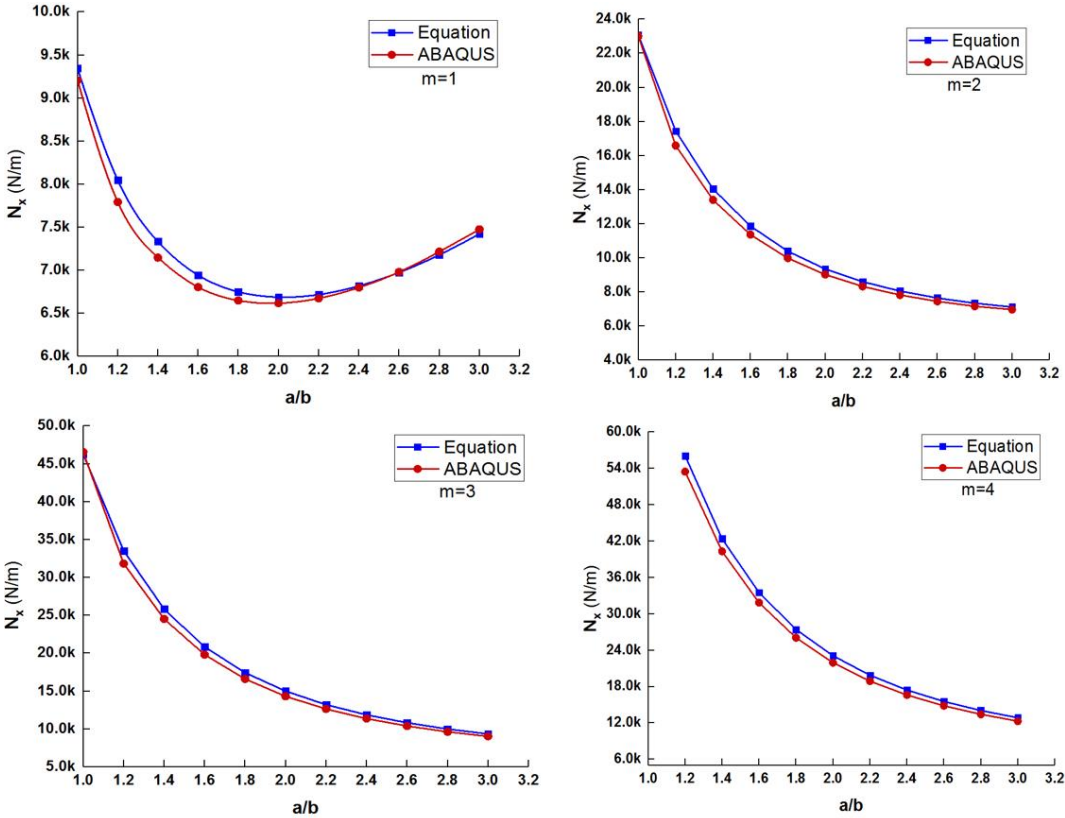 10.0k
9.5k
9.0k
8.5k
8.0k
7.5k
7.0k
6.5k
6.0k
Nx (N/m)
Equation
ABAQUS
m=1
1.0 1.2 1.4 1.6 1.8 2.0 2.2 2.4 2.6 2.8 3.0 3.2
a/b
24.0k
22.0k
20.0k
18.0k
16.0k
14.0k
12.0k
10.0k
8.0k
6.0k
4.0k
Nx (N/m)
Equation
ABAQUS
m=2
1.0 1.2 1.4 1.6 1.8 2.0 2.2 2.4 2.6 2.8 3.0 3.2
a/b
50.0k
45.0k
40.0k
35.0k
30.0k
25.0k
20.0k
15.0k
10.0k
5.0k
Nx (N/m)
Equation
ABAQUS
m=3
1.0 1.2 1.4 1.6 1.8 2.0 2.2 2.4 2.6 2.8 3.0 3.2
a/b
60.0k
54.0k
48.0k
42.0k
36.0k
30.0k
24.0k
18.0k
12.0k
6.0k
Nx (N/m)
Equation
ABAQUS
m=4
1.0 1.2 1.4 1.6 1.8 2.0 2.2 2.4 2.6 2.8 3.0 3.2
a/b